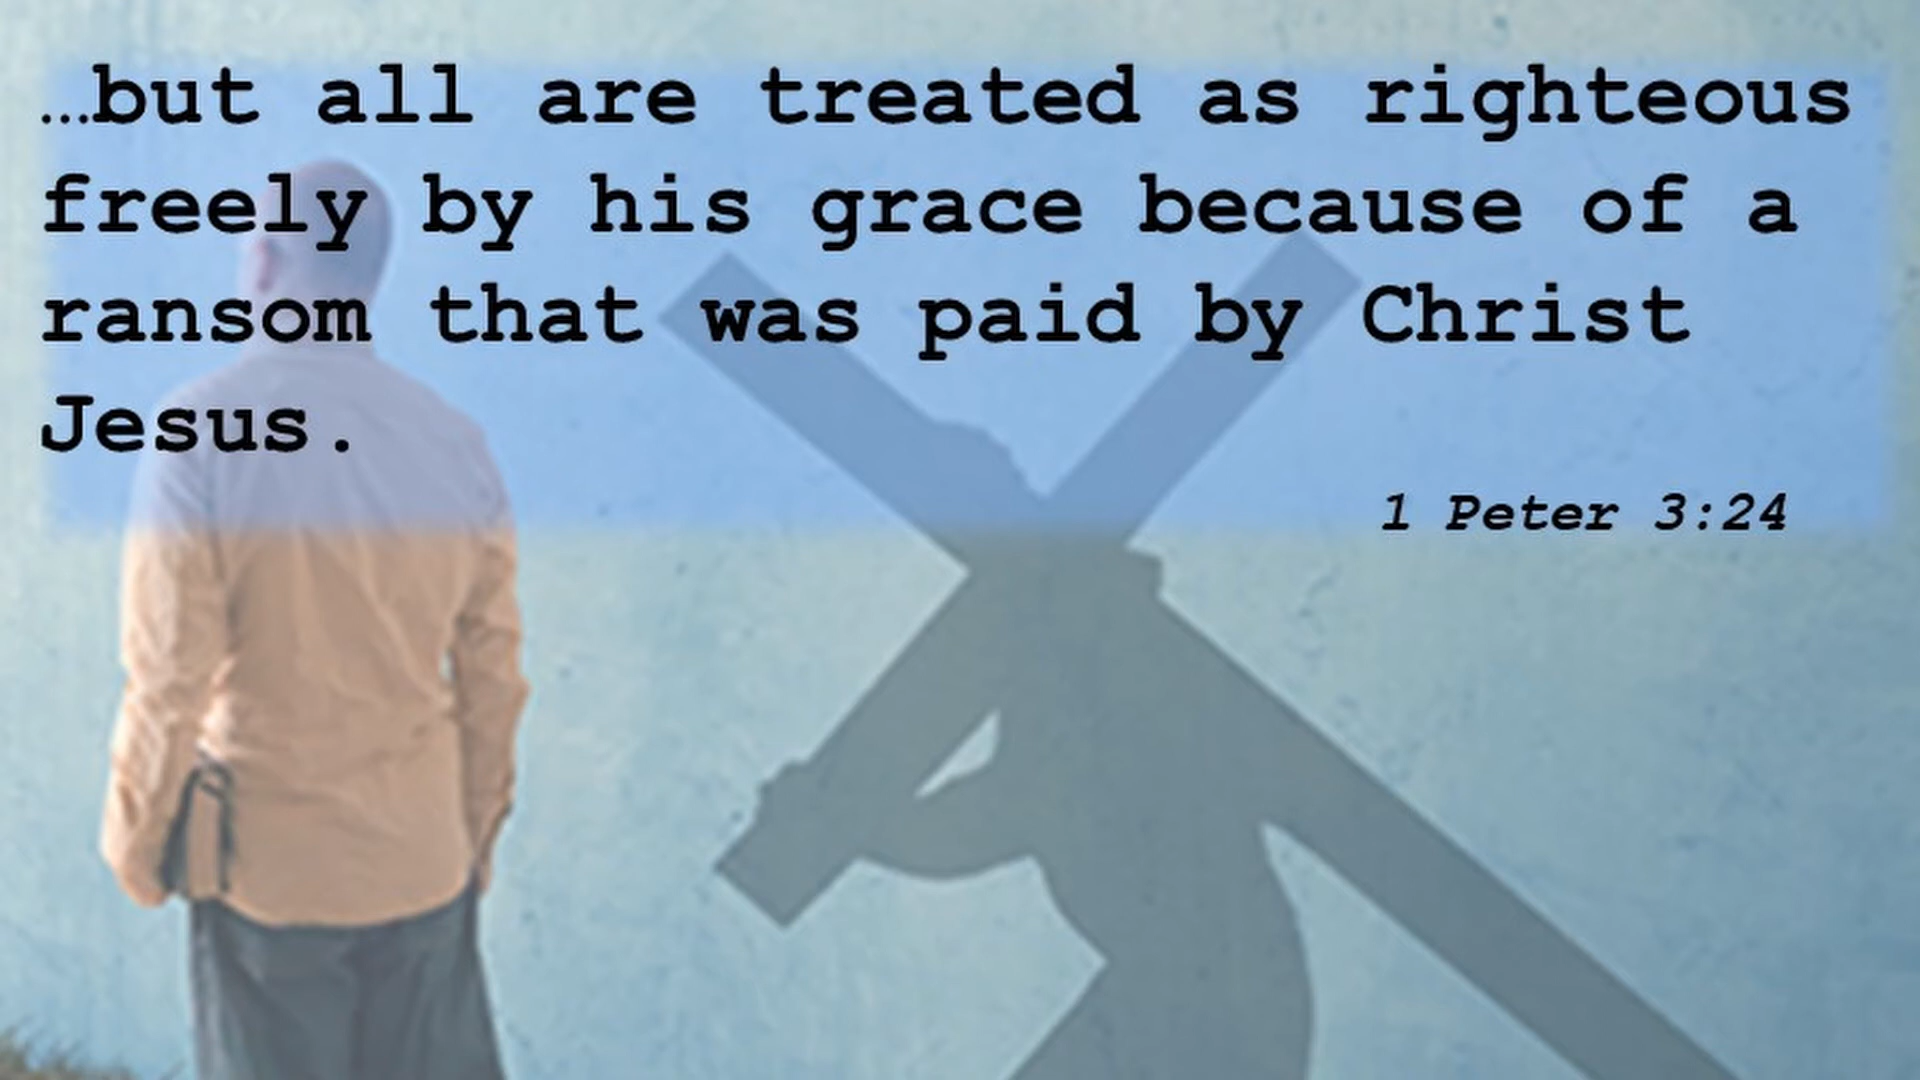 …but all are treated as righteous
freely by his grace because of a
ransom that was paid by Christ
Jesus.
1 Peter 3:24